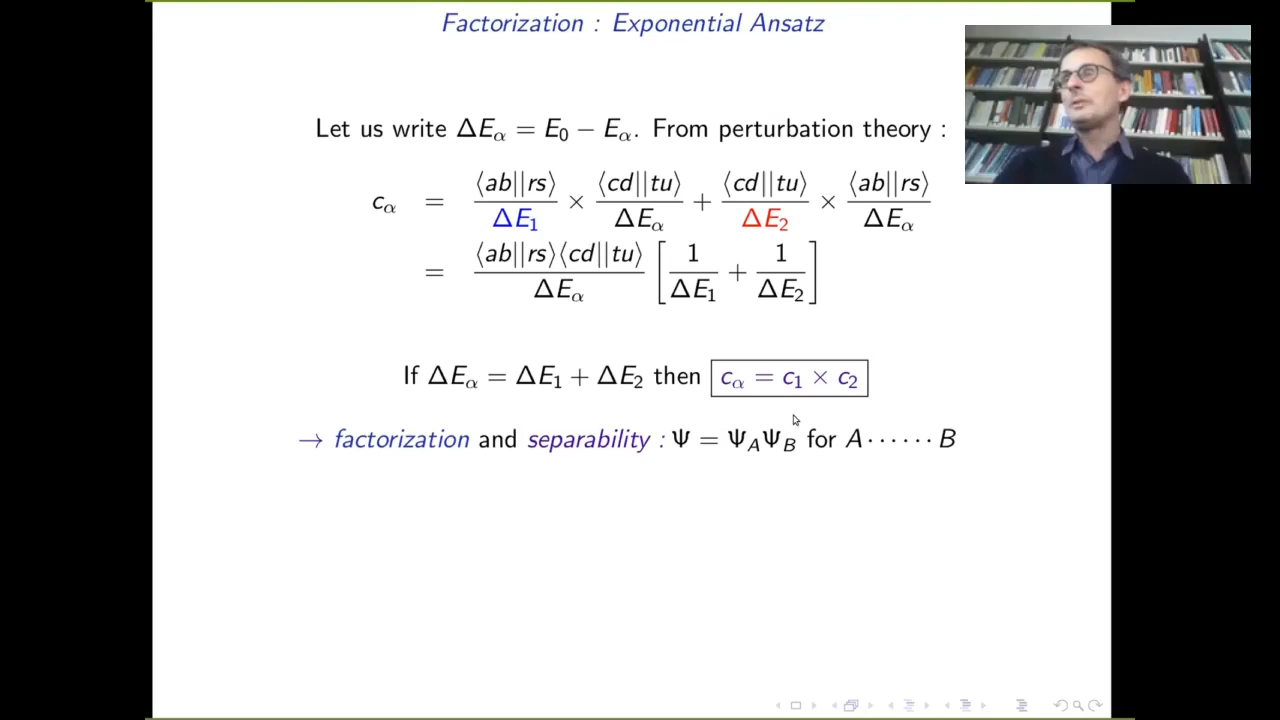 Factorization : Exponential Ansatz
Let us write ΔE_α = E_0 − E_α. From perturbation theory :
c_α = ⟨ab||rs⟩/ΔE_1 × ⟨cd||tu⟩/ΔE_α + ⟨cd||tu⟩/ΔE_2 × ⟨ab||rs⟩/ΔE_α
= ⟨ab||rs⟩⟨cd||tu⟩/ΔE_α [1/ΔE_1 + 1/ΔE_2]
If ΔE_α = ΔE_1 + ΔE_2 then c_α = c_1 × c_2
→ factorization and separability : Ψ = Ψ_AΨ_B for A · · · · · · B